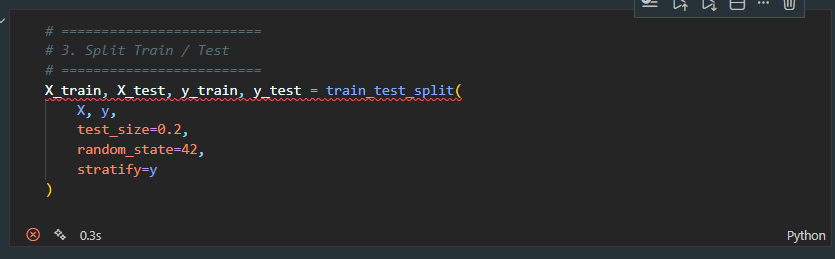 # =========================
# 3. Split Train / Test
# =========================
X_train, X_test, y_train, y_test = train_test_split(
    X, y,
    test_size=0.2,
    random_state=42,
    stratify=y
)
0.3s
Python